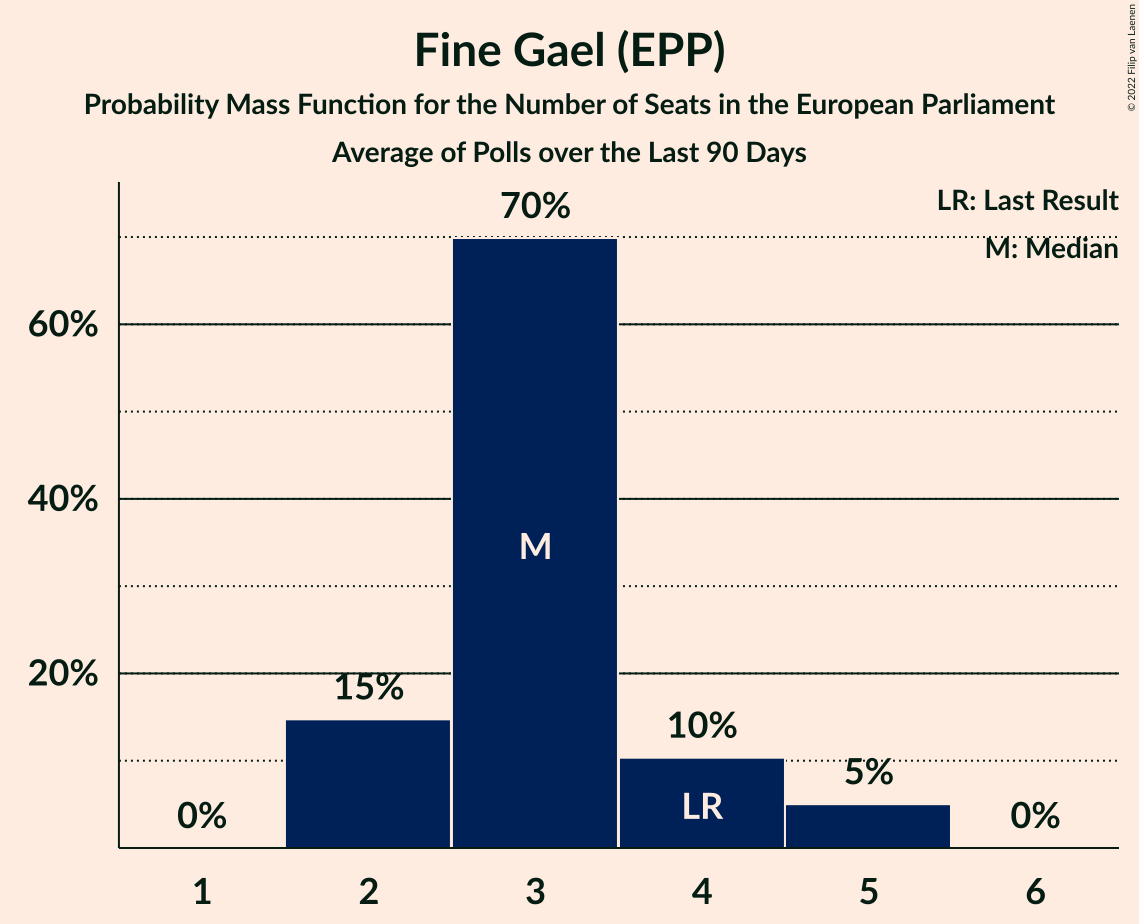 Fine Gael (EPP)
Probability Mass Function for the Number of Seats in the European Parliament
Average of Polls over the Last 90 Days
© 2022 Filip van Laenen
LR: Last Result
M: Median
70%
60%
40%
M
20%
15%
10%
5%
LR
0%
0%
1 2 3 4 5 6